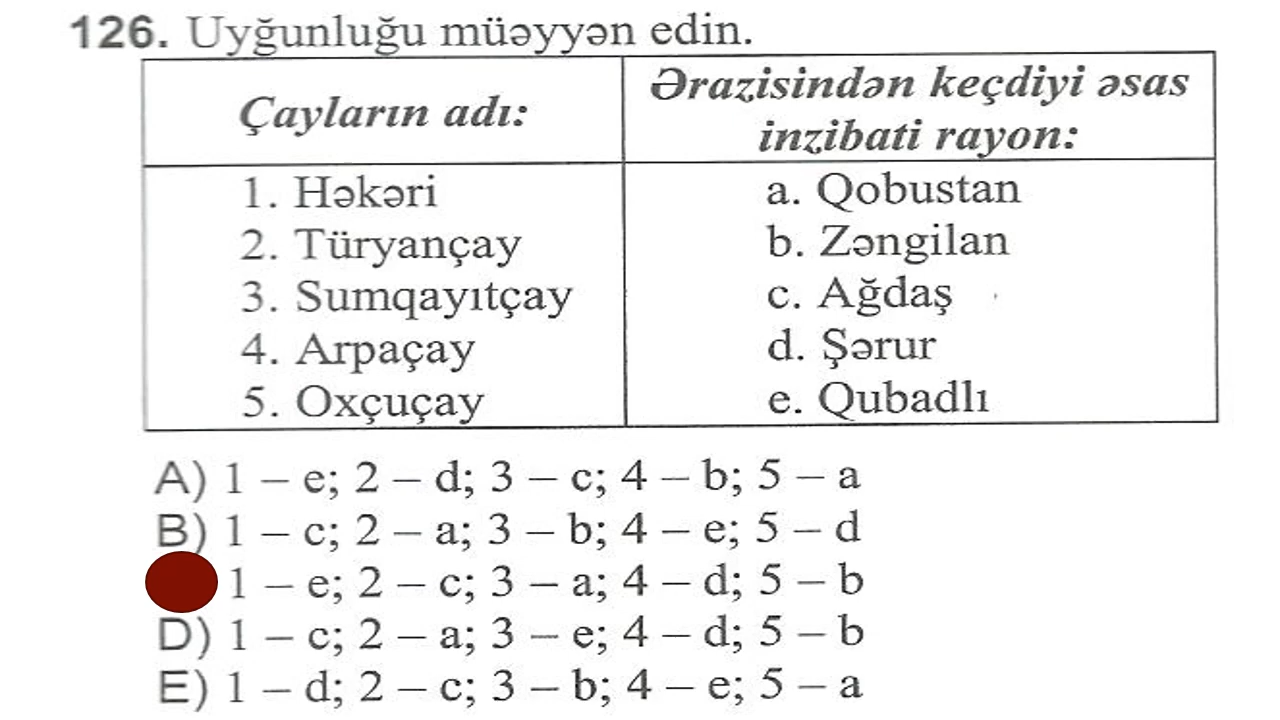 126. Uyğunluğu müəyyən edin.
Çayların adı:
Ərazisindən keçdiyi əsas
inzibati rayon:
1. Həkəri
2. Türyançay
3. Sumqayıtçay
4. Arpaçay
5. Oxçuçay
a. Qobustan
b. Zəngilan
c. Ağdaş
d. Şərur
e. Qubadlı
A) 1 – e; 2 – d; 3 – c; 4 – b; 5 – a
B) 1 – c; 2 – a; 3 – b; 4 – e; 5 – d
1 – e; 2 – c; 3 – a; 4 – d; 5 – b
D) 1 – c; 2 – a; 3 – e; 4 – d; 5 – b
E) 1 – d; 2 – c; 3 – b; 4 – e; 5 – a